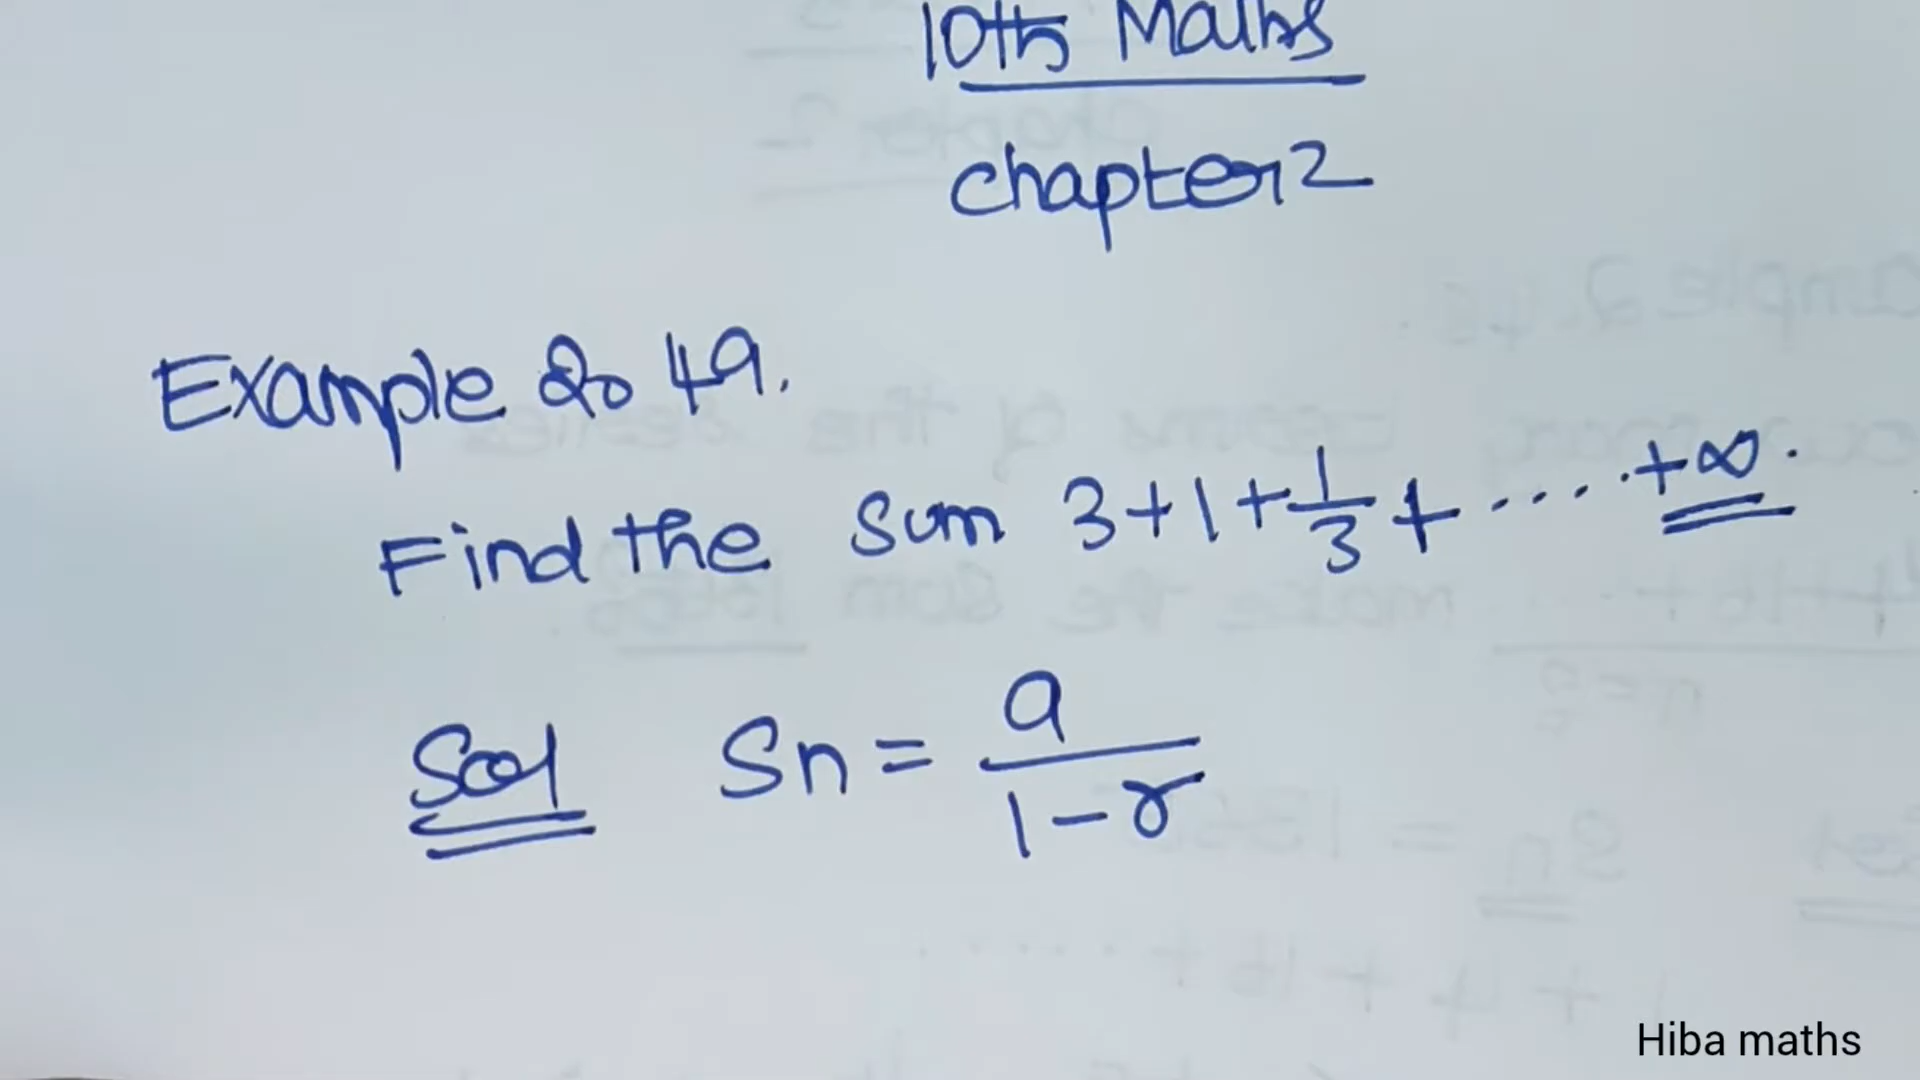 10th Maths
chapter 2
Example 2.49.
Find the sum 3+1+1/3+.....+∞.
Sol Sn = a/1-r
Hiba maths